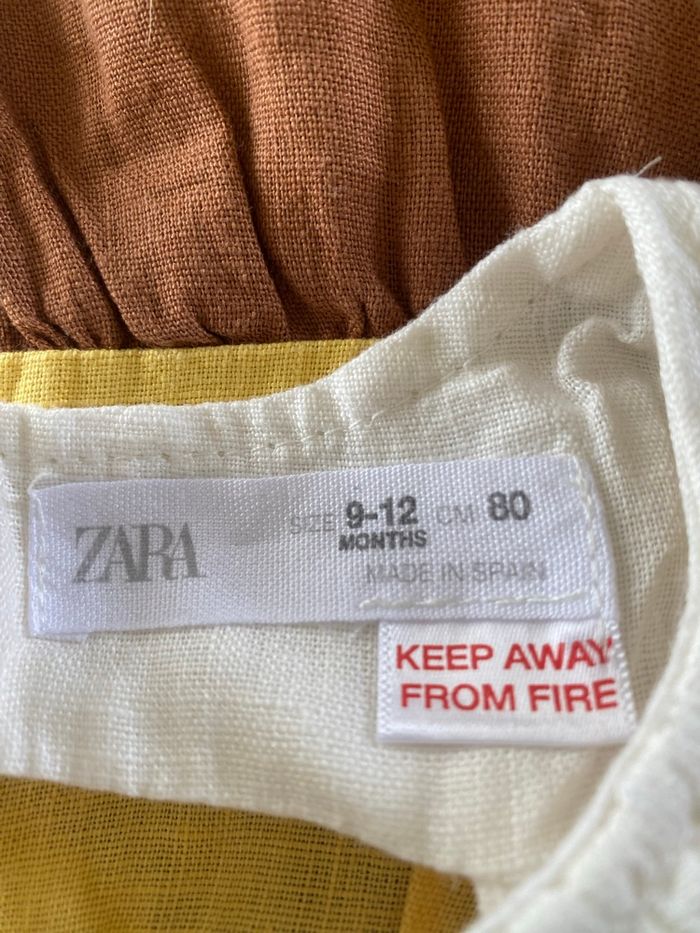 ZARA
SIZE 9-12 MONTHS CM 80
MADE IN SPAIN
KEEP AWAY
FROM FIRE